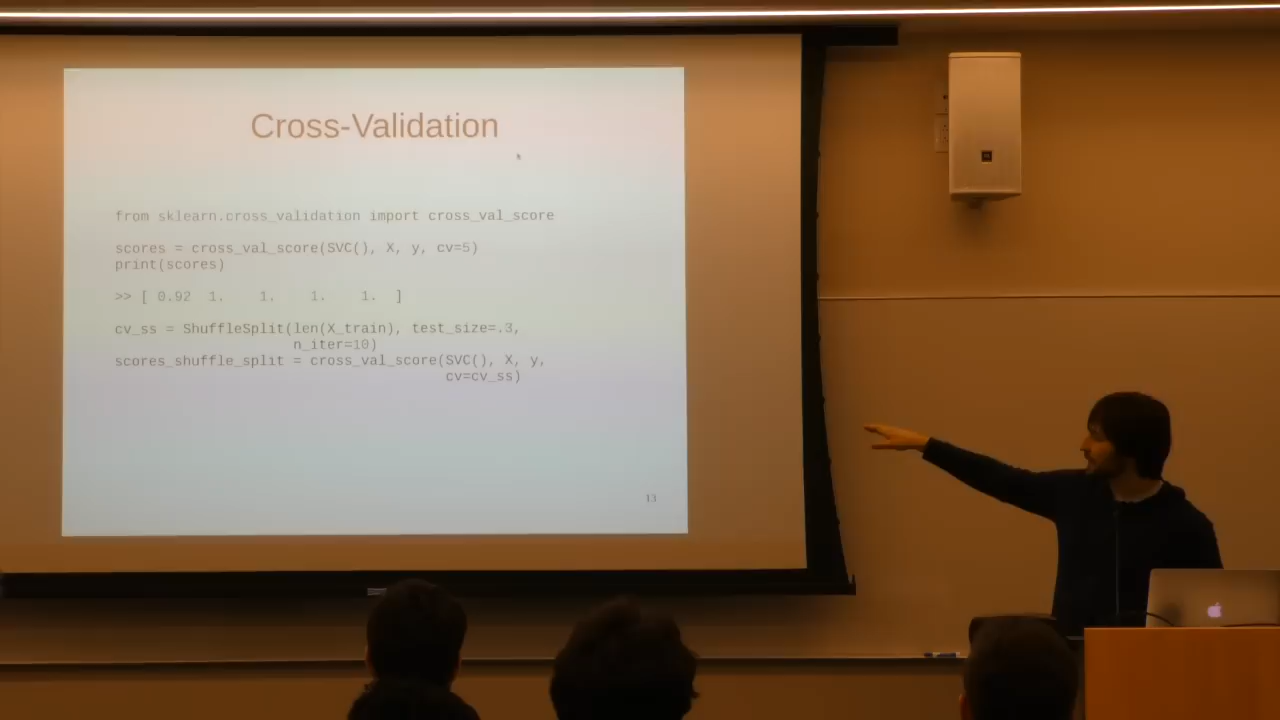 Cross-Validation
from sklearn.cross_validation import cross_val_score
scores = cross_val_score(SVC(), X, y, cv=5)
print(scores)
>> [ 0.92 1. 1. 1. 1. ]
cv_ss = ShuffleSplit(len(X_train), test_size=.3,
n_iter=10)
scores_shuffle_split = cross_val_score(SVC(), X, y,
cv=cv_ss)
13